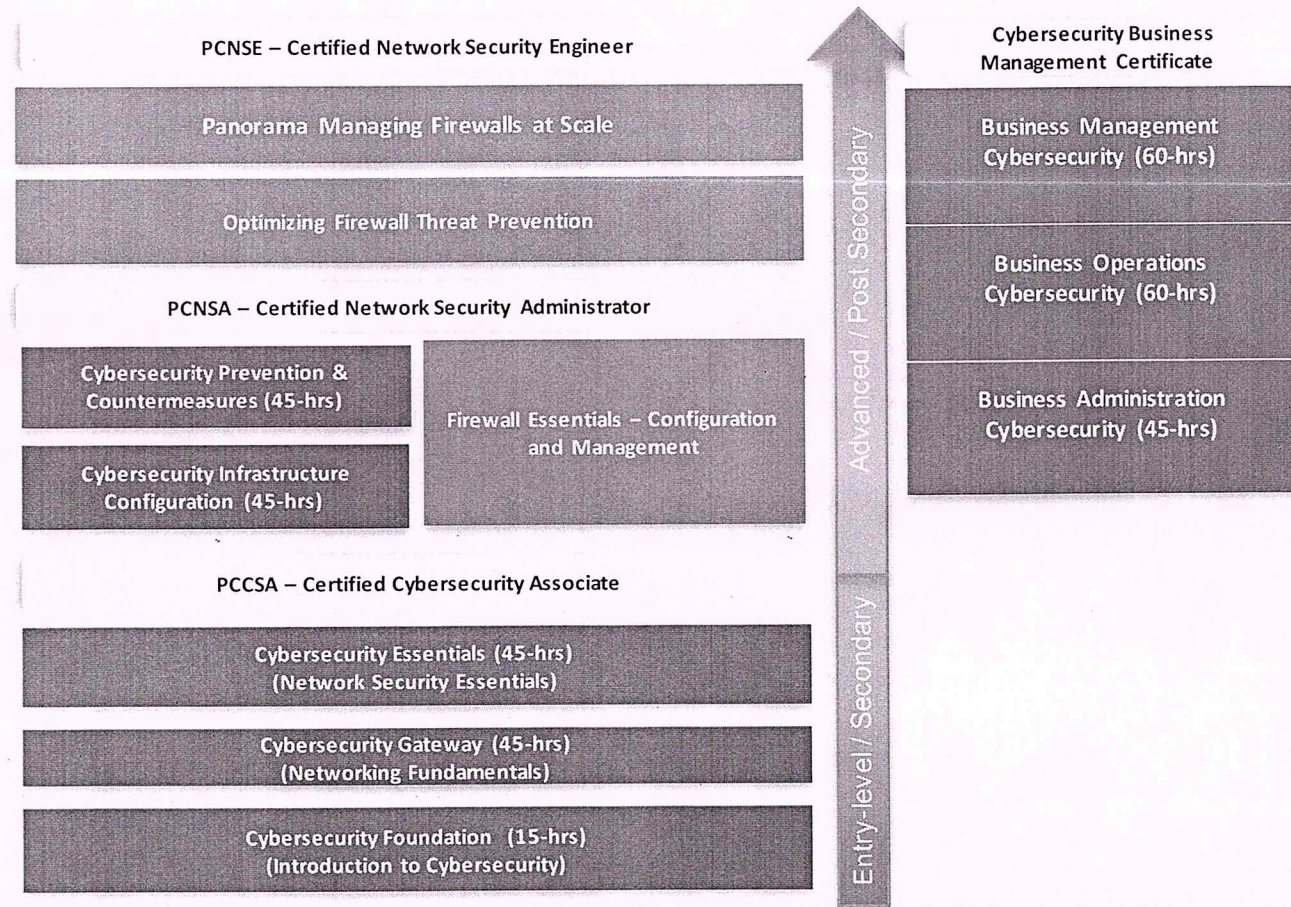 PCNSE – Certified Network Security Engineer
Panorama Managing Firewalls at Scale
Optimizing Firewall Threat Prevention
PCNSA – Certified Network Security Administrator
Cybersecurity Prevention &
Countermeasures (45-hrs)
Cybersecurity Infrastructure
Configuration (45-hrs)
Firewall Essentials – Configuration
and Management
PCCSA – Certified Cybersecurity Associate
Cybersecurity Essentials (45-hrs)
(Network Security Essentials)
Cybersecurity Gateway (45-hrs)
(Networking Fundamentals)
Cybersecurity Foundation (15-hrs)
(Introduction to Cybersecurity)
Advanced / Post Secondary
Entry-level / Secondary
Cybersecurity Business
Management Certificate
Business Management
Cybersecurity (60-hrs)
Business Operations
Cybersecurity (60-hrs)
Business Administration
Cybersecurity (45-hrs)